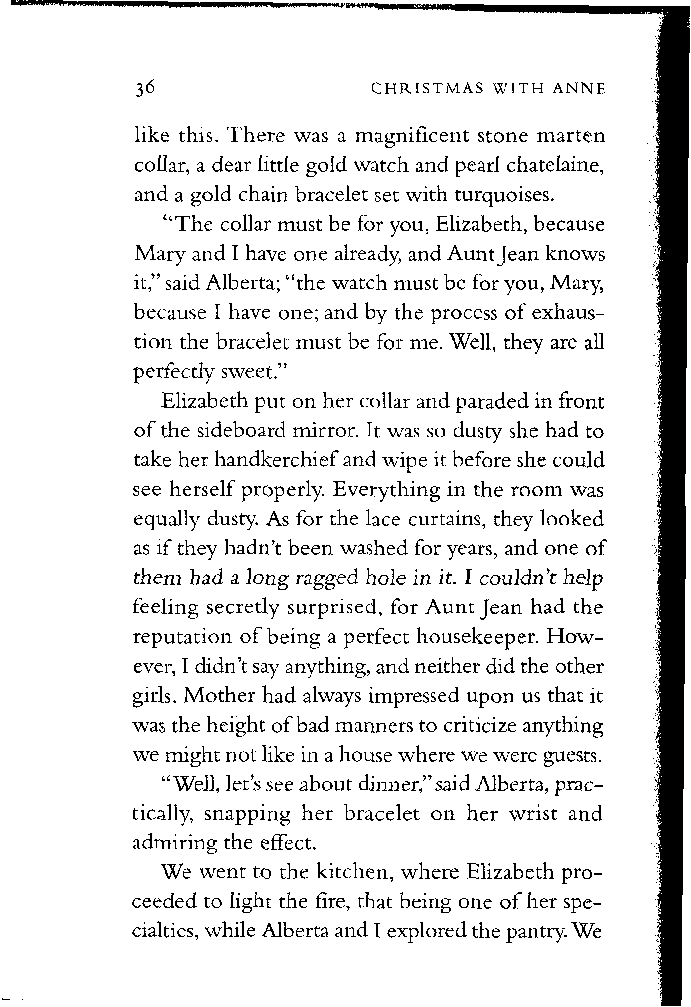 36 CHRISTMAS WITH ANNE
like this. There was a magnificent stone marten
collar, a dear little gold watch and pearl chatelaine,
and a gold chain bracelet set with turquoises.
“The collar must be for you, Elizabeth, because
Mary and I have one already, and Aunt Jean knows
it,” said Alberta; “the watch must be for you, Mary,
because I have one; and by the process of exhaus-
tion the bracelet must be for me. Well, they are all
perfectly sweet.”
Elizabeth put on her collar and paraded in front
of the sideboard mirror. It was so dusty she had to
take her handkerchief and wipe it before she could
see herself properly. Everything in the room was
equally dusty. As for the lace curtains, they looked
as if they hadn’t been washed for years, and one of
them had a long ragged hole in it. I couldn’t help
feeling secretly surprised, for Aunt Jean had the
reputation of being a perfect housekeeper. How-
ever, I didn’t say anything, and neither did the other
girls. Mother had always impressed upon us that it
was the height of bad manners to criticize anything
we might not like in a house where we were guests.
“Well, let’s see about dinner,” said Alberta, prac-
tically, snapping her bracelet on her wrist and
admiring the effect.
We went to the kitchen, where Elizabeth pro-
ceeded to light the fire, that being one of her spe-
cialties, while Alberta and I explored the pantry. We